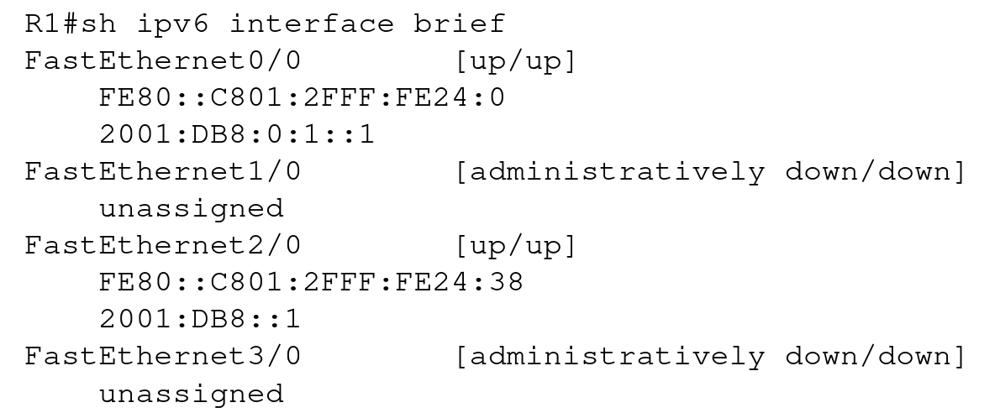 R1#sh ipv6 interface brief
FastEthernet0/0 [up/up]
FE80::C801:2FFF:FE24:0
2001:DB8:0:1::1
FastEthernet1/0 [administratively down/down]
unassigned
FastEthernet2/0 [up/up]
FE80::C801:2FFF:FE24:38
2001:DB8::1
FastEthernet3/0 [administratively down/down]
unassigned